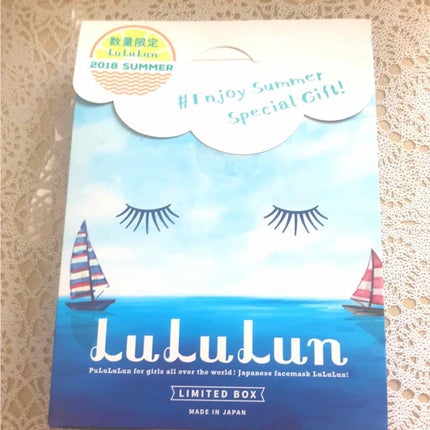 数量限定
LuLuLun
2018 SUMMER
#Enjoy Summer
Special Gift!
LuLuLun
PuLuLuLun for girls all over the world! Japanese facemask LuLuLun!
LIMITED BOX
MADE IN JAPAN